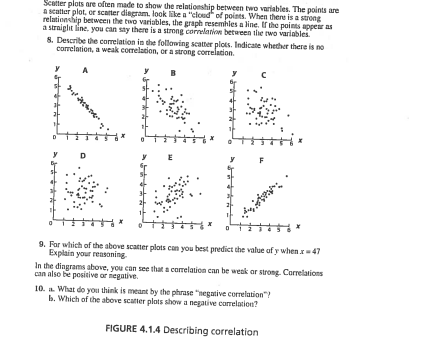 Scatter plots are often made to show the relationship between two variables. The points are
a scatter plot, or scatter diagram. look like a "cloud" of points. When there is a strong
relationship between the two variables, the graph resembles a line. If the points appear as
a straight line, you can say there is a strong correlation between the two variables.
8. Describe the correlation in the following scatter plots. Indicate whether there is no
correlation, a weak correlation, or a strong correlation.
y A
6
5
4
3
2
1
0 1 2 3 4 5 6 x
y B
6
5
4
3
2
1
0 1 2 3 4 5 6 x
y C
6
5
4
3
2
1
0 1 2 3 4 5 6 x
y D
6
5
4
3
2
1
0 1 2 3 4 5 6 x
y E
6
5
4
3
2
1
0 1 2 3 4 5 6 x
y F
6
5
4
3
2
1
0 1 2 3 4 5 6 x
9. For which of the above scatter plots can you best predict the value of y when x = 4?
Explain your reasoning.
In the diagrams above, you can see that a correlation can be weak or strong. Correlations
can also be positive or negative.
10. a. What do you think is meant by the phrase "negative correlation"?
b. Which of the above scatter plots show a negative correlation?
FIGURE 4.1.4 Describing correlation